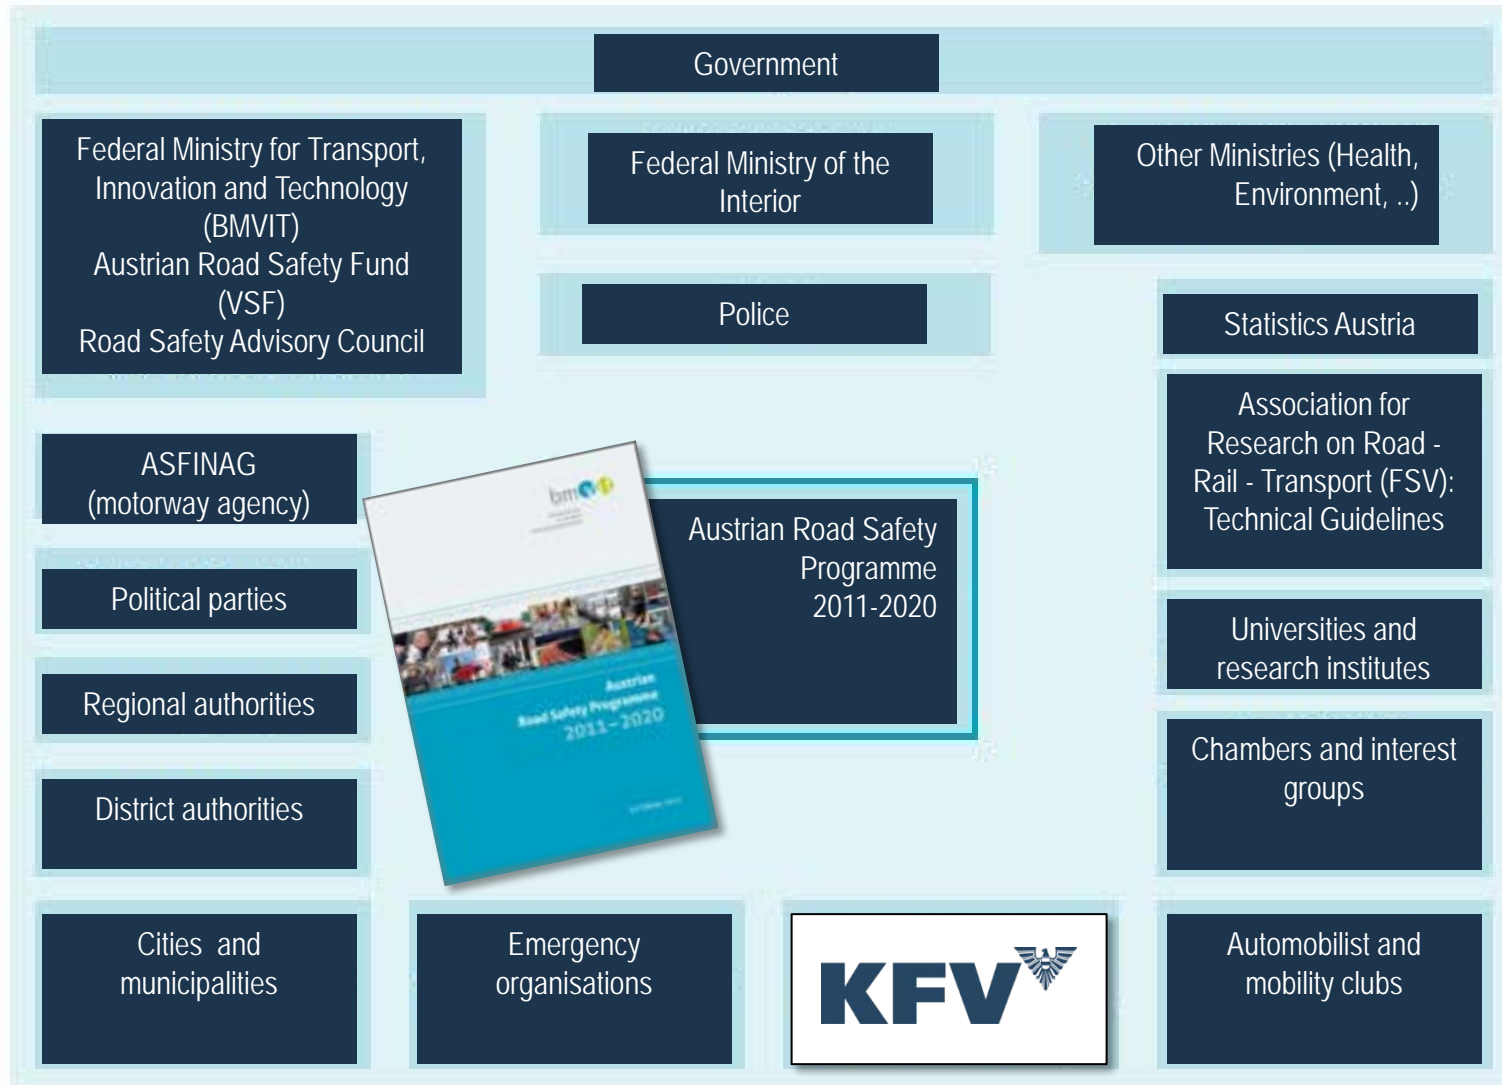 Government
Federal Ministry for Transport,
Innovation and Technology
(BMVIT)
Austrian Road Safety Fund
(VSF)
Road Safety Advisory Council
Federal Ministry of the
Interior
Other Ministries (Health,
Environment, ..)
Police
Statistics Austria
Association for
Research on Road -
Rail - Transport (FSV):
Technical Guidelines
ASFINAG
(motorway agency)
Political parties
Regional authorities
District authorities
bm
Austrian
Road Safety Programme
2011–2020
Austrian Road Safety
Programme
2011-2020
Universities and
research institutes
Chambers and interest
groups
Cities and
municipalities
Emergency
organisations
KFV
Automobilist and
mobility clubs